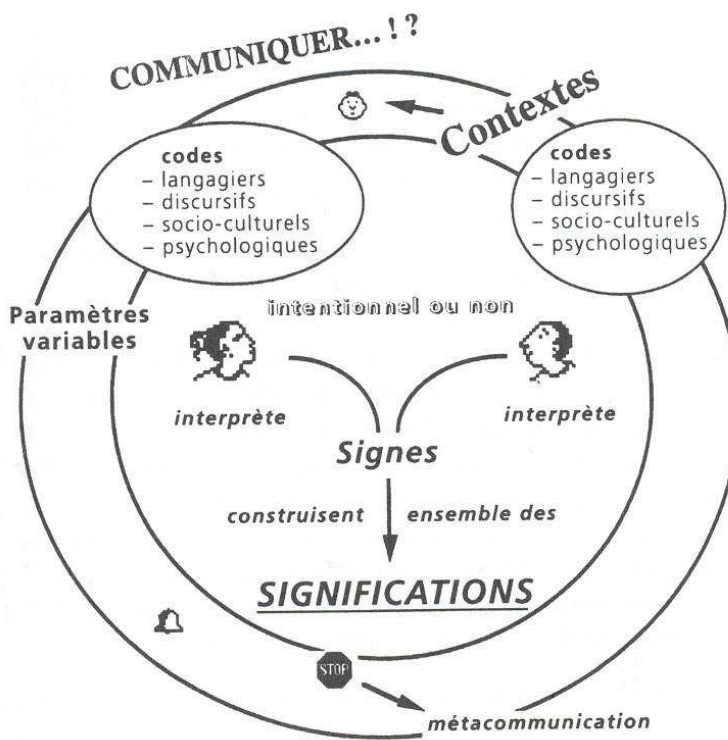 COMMUNIQUER...!?
Contextes
codes
– langagiers
– discursifs
– socio-culturels
– psychologiques
codes
– langagiers
– discursifs
– socio-culturels
– psychologiques
Paramètres
variables
intentionnel ou non
interprète
interprète
Signes
construisent
ensemble des
SIGNIFICATIONS
STOP
métacommunication